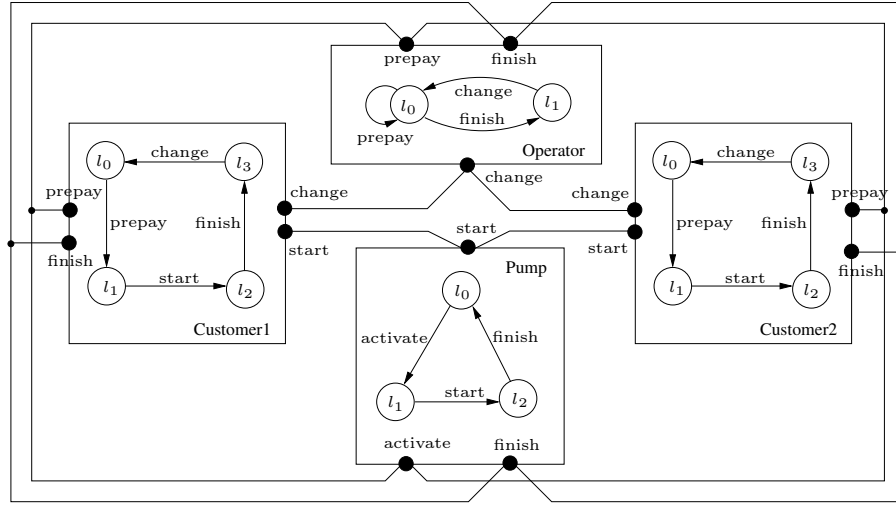 prepay
finish
l₀
change
l₁
prepay
finish
Operator
change
l₀
change
l₃
prepay
prepay
finish
finish
l₁
start
l₂
Customer1
change
start
start
change
start
l₀
change
l₃
prepay
prepay
finish
finish
l₁
start
l₂
Customer2
Pump
l₀
activate
finish
l₁
start
l₂
activate
finish